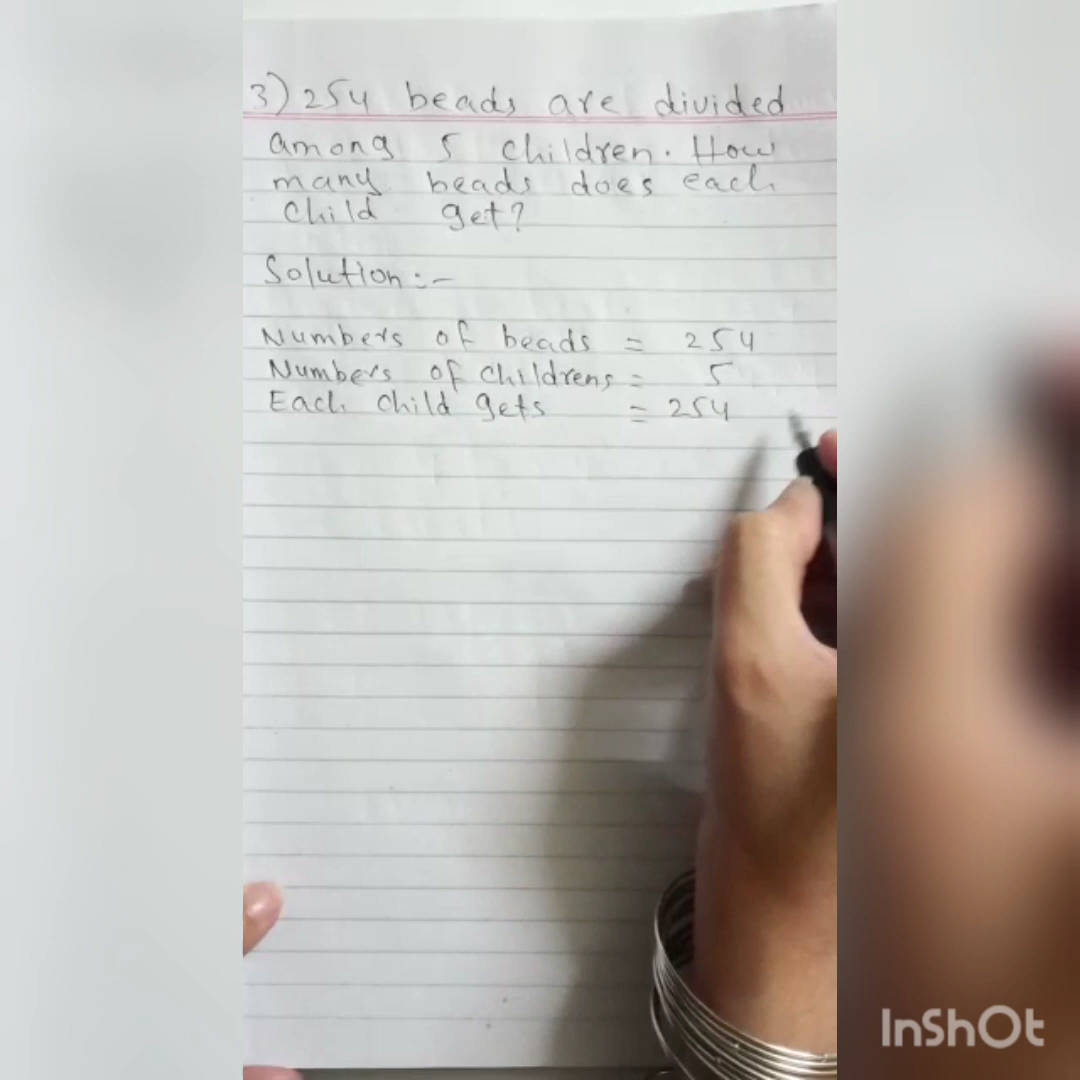 3) 254 beads are divided
among 5 children. How
many beads does each
child get?
Solution :-
Numbers of beads = 254
Numbers of childrens = 5
Each child gets = 254
InShOt